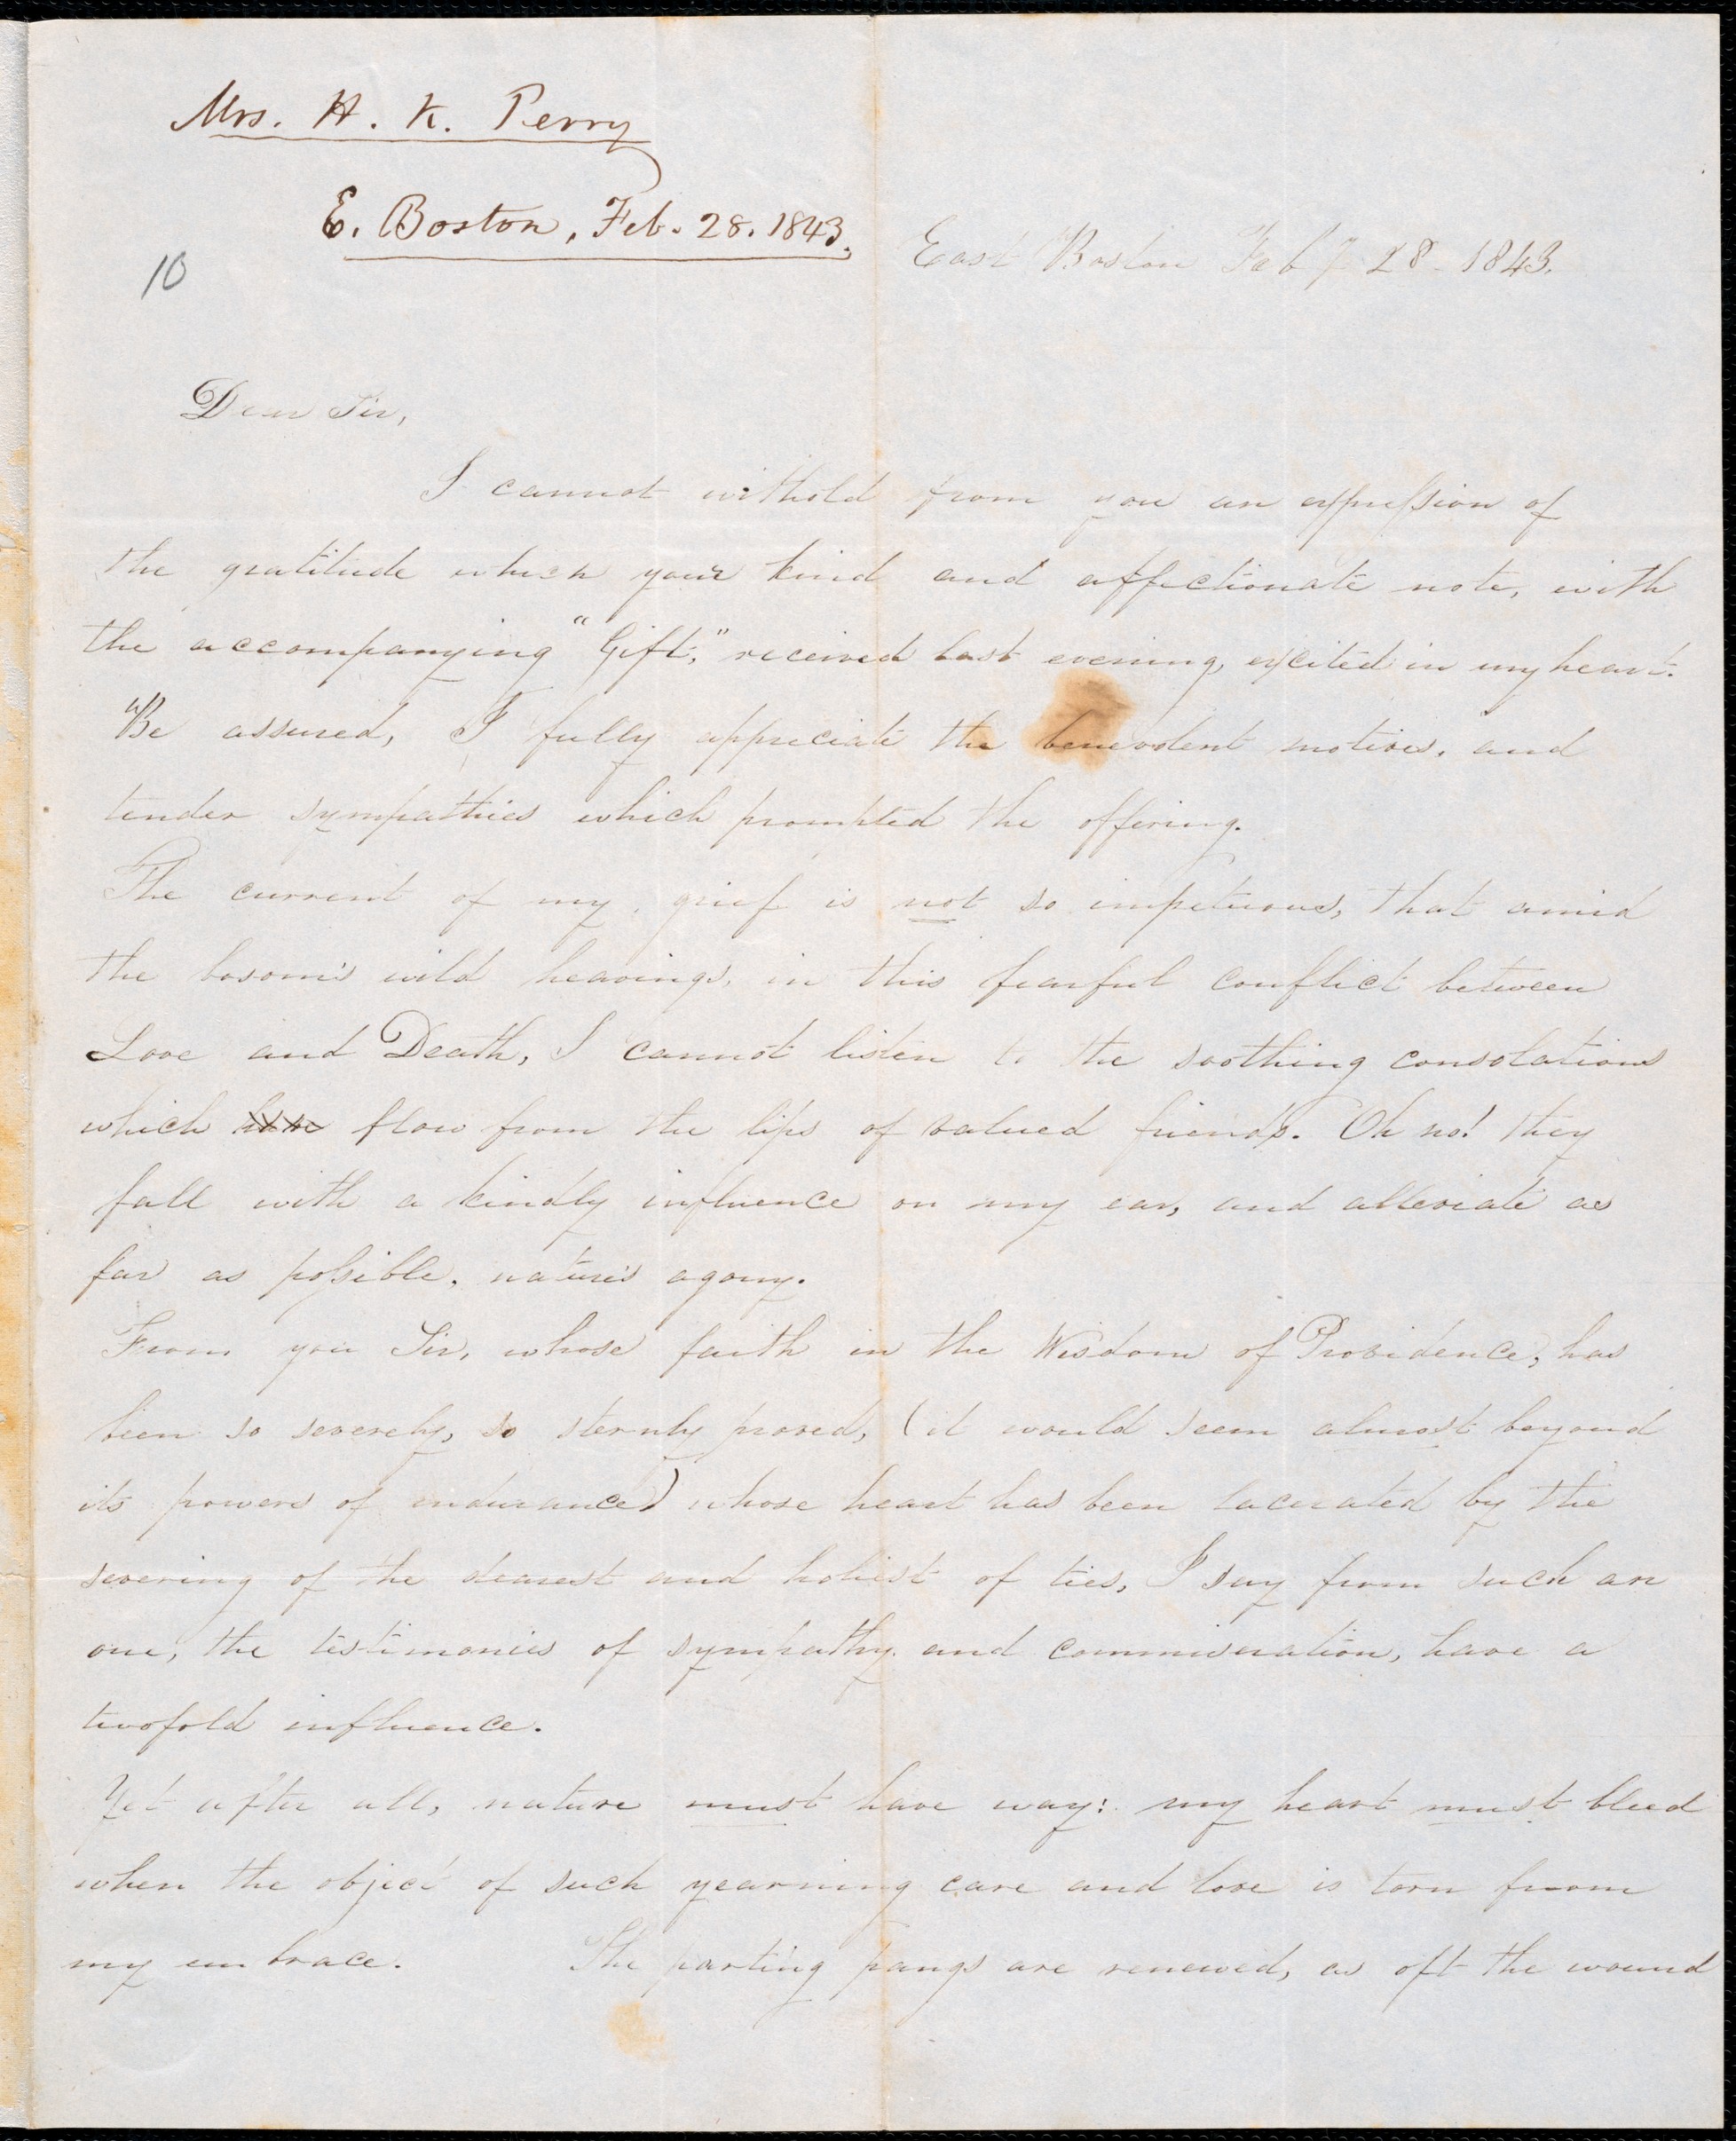 Mrs. H. K. Perry
E. Boston, Feb. 28. 1843.
10
East Boston Feby 28 - 1843.
Dear Sir,
I cannot withold from you an expression of
the gratitude which your kind and affectionate note, with
the accompanying "Gift," received last evening, excited in my heart.
Be assured, I fully appreciate the benevolent motives, and
tender sympathies which prompted the offering.
The current of my grief is not so impetuous, that amid
the bosom's wild heavings, in this fearful conflict between
Love and Death, I cannot listen to the soothing consolations
which flow from the lips of valued friends. Oh no! they
fall with a kindly influence on my ear, and alleviate as
far as possible, nature's agony.
From you Sir, whose faith in the Wisdom of Providence, has
been so severely, so sternly proved, (it would seem almost beyond
its powers of endurance) whose heart has been lacerated by the
severing of the dearest and holiest of ties, I say from such an
one, the testimonies of sympathy and commiseration, have a
twofold influence.
Yet after all, nature must have way: my heart must bleed
when the object of such yearning care and love is torn from
my embrace. The parting pangs are renewed, as oft the wound